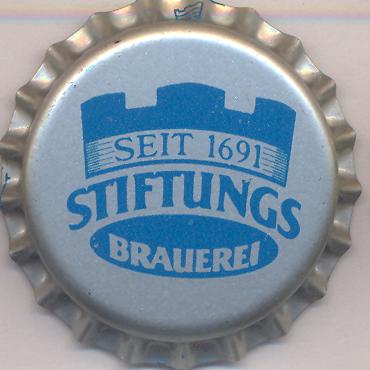 SEIT 1691
STIFTUNGS
BRAUEREI